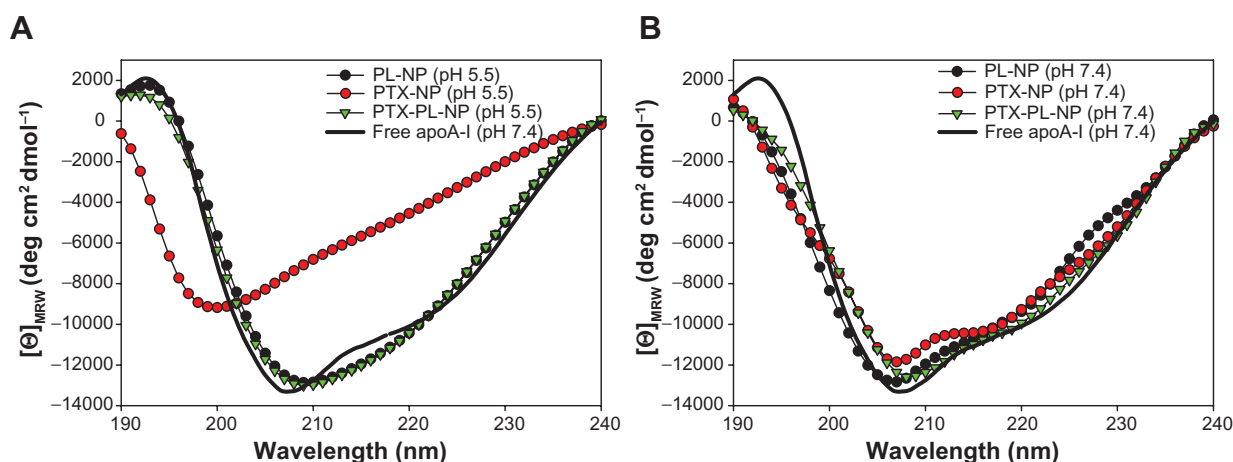 A
B
PL-NP (pH 5.5)
PTX-NP (pH 5.5)
PTX-PL-NP (pH 5.5)
Free apoA-I (pH 7.4)
2000
0
−2000
−4000
−6000
−8000
−10000
−12000
−14000
190
200
210
220
230
240
[Θ]MRW (deg cm² dmol⁻¹)
Wavelength (nm)
PL-NP (pH 7.4)
PTX-NP (pH 7.4)
PTX-PL-NP (pH 7.4)
Free apoA-I (pH 7.4)
2000
0
−2000
−4000
−6000
−8000
−10000
−12000
−14000
190
200
210
220
230
240
[Θ]MRW (deg cm² dmol⁻¹)
Wavelength (nm)